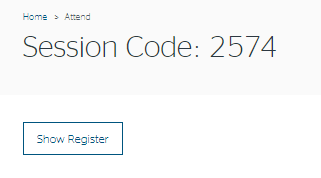 Home > Attend
Session Code: 2574
Show Register